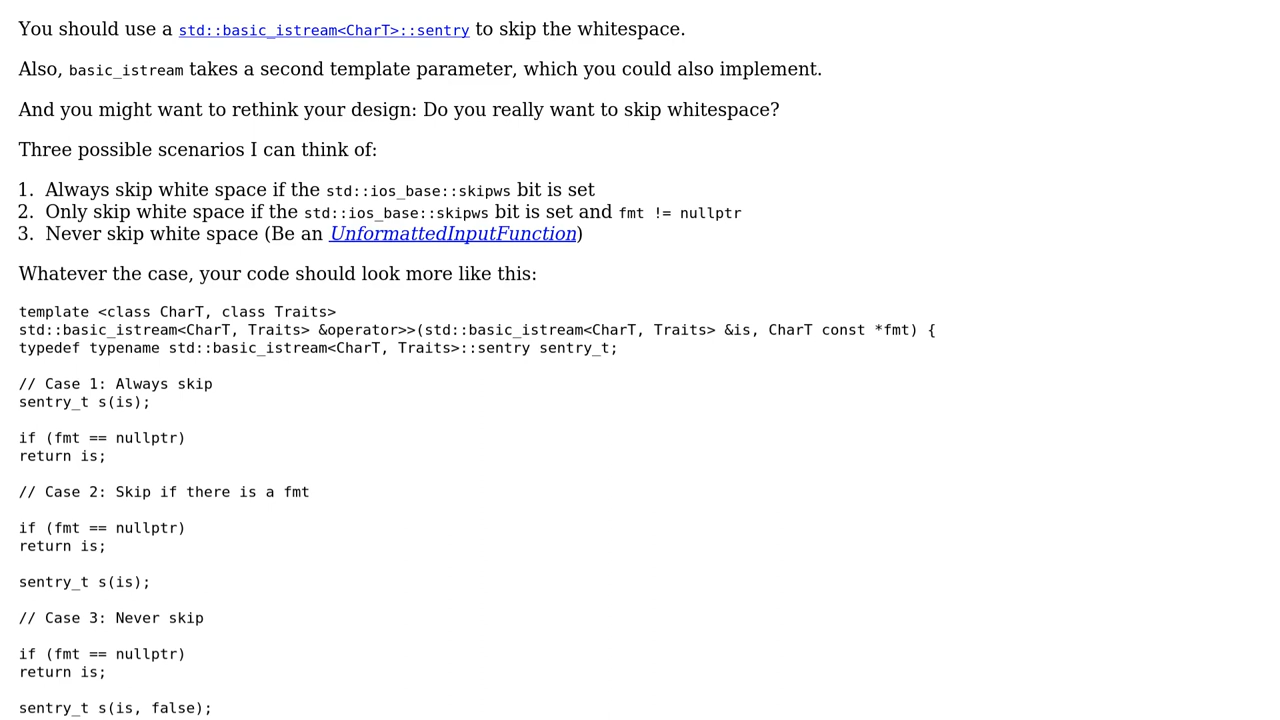 You should use a std::basic_istream<CharT>::sentry to skip the whitespace.
Also, basic_istream takes a second template parameter, which you could also implement.
And you might want to rethink your design: Do you really want to skip whitespace?
Three possible scenarios I can think of:
1. Always skip white space if the std::ios_base::skipws bit is set
2. Only skip white space if the std::ios_base::skipws bit is set and fmt != nullptr
3. Never skip white space (Be an UnformattedInputFunction)
Whatever the case, your code should look more like this:
template <class CharT, class Traits>
std::basic_istream<CharT, Traits> &operator>>(std::basic_istream<CharT, Traits> &is, CharT const *fmt) {
typedef typename std::basic_istream<CharT, Traits>::sentry sentry_t;
// Case 1: Always skip
sentry_t s(is);
if (fmt == nullptr)
return is;
// Case 2: Skip if there is a fmt
if (fmt == nullptr)
return is;
sentry_t s(is);
// Case 3: Never skip
if (fmt == nullptr)
return is;
sentry_t s(is, false);